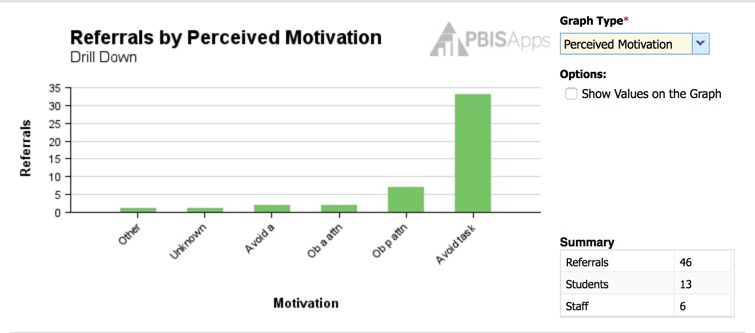 Referrals by Perceived Motivation
Drill Down
PBISApps
Graph Type*
Perceived Motivation
Options:
Show Values on the Graph
Referrals
35
30
25
20
15
10
5
0
Other
Unknown
Avoid a
Ob a attn
Ob p attn
Avoid task
Motivation
Summary
Referrals 46
Students 13
Staff 6